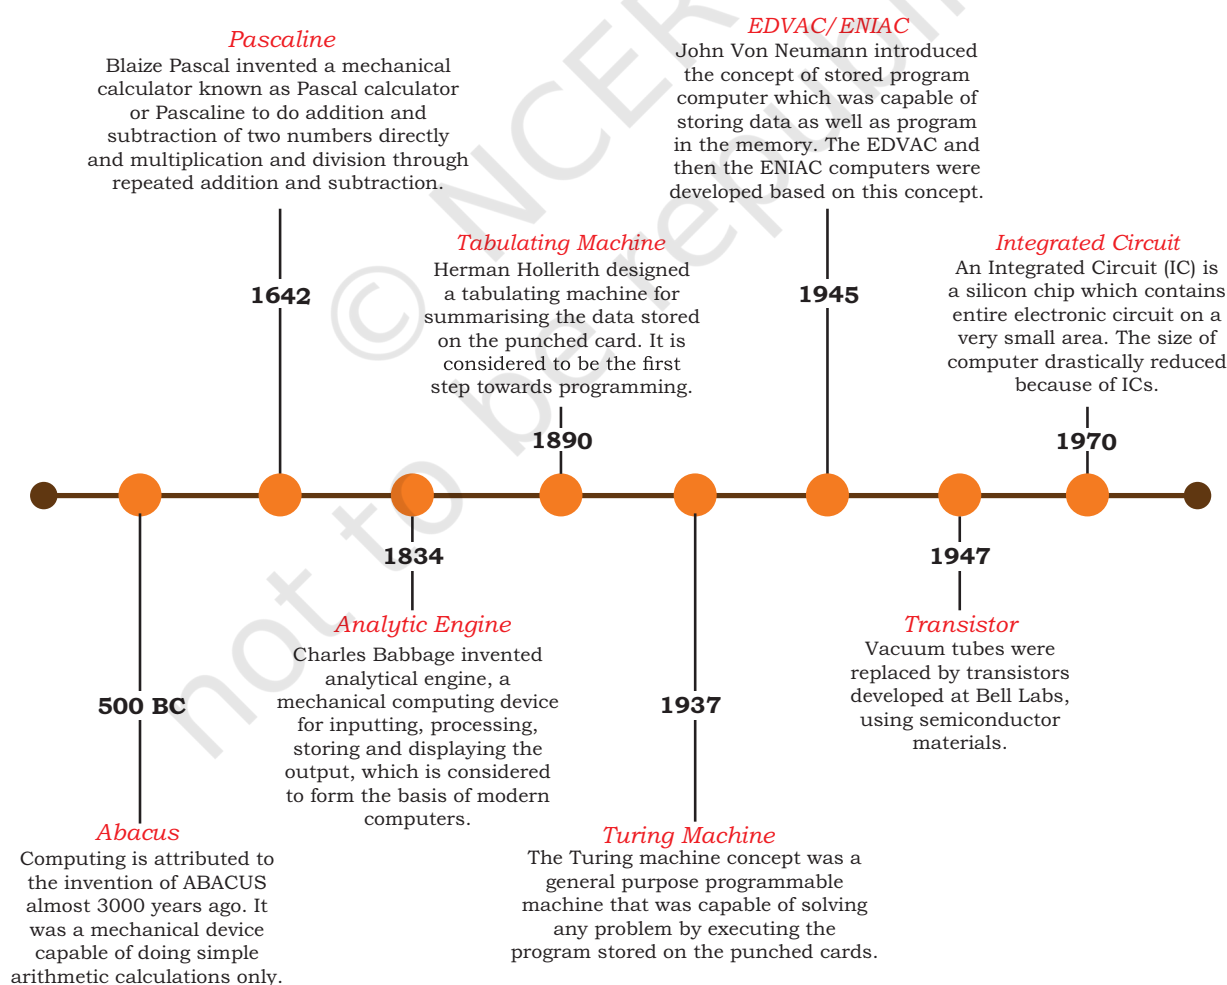 Pascaline
Blaize Pascal invented a mechanical
calculator known as Pascal calculator
or Pascaline to do addition and
subtraction of two numbers directly
and multiplication and division through
repeated addition and subtraction.
1642
EDVAC/ENIAC
John Von Neumann introduced
the concept of stored program
computer which was capable of
storing data as well as program
in the memory. The EDVAC and
then the ENIAC computers were
developed based on this concept.
1945
Tabulating Machine
Herman Hollerith designed
a tabulating machine for
summarising the data stored
on the punched card. It is
considered to be the first
step towards programming.
1890
Integrated Circuit
An Integrated Circuit (IC) is
a silicon chip which contains
entire electronic circuit on a
very small area. The size of
computer drastically reduced
because of ICs.
1970
500 BC
Abacus
Computing is attributed to
the invention of ABACUS
almost 3000 years ago. It
was a mechanical device
capable of doing simple
arithmetic calculations only.
1834
Analytic Engine
Charles Babbage invented
analytical engine, a
mechanical computing device
for inputting, processing,
storing and displaying the
output, which is considered
to form the basis of modern
computers.
1937
Turing Machine
The Turing machine concept was a
general purpose programmable
machine that was capable of solving
any problem by executing the
program stored on the punched cards.
1947
Transistor
Vacuum tubes were
replaced by transistors
developed at Bell Labs,
using semiconductor
materials.
© NCER
not to be republi